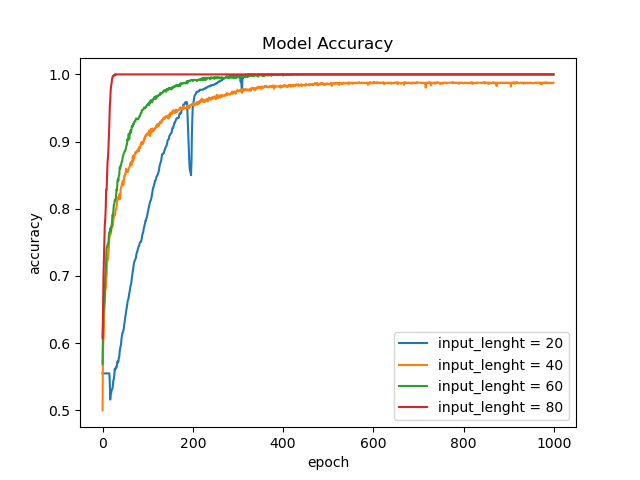 Model Accuracy
1.0
0.9
0.8
0.7
0.6
0.5
accuracy
input_lenght = 20
input_lenght = 40
input_lenght = 60
input_lenght = 80
0 200 400 600 800 1000
epoch